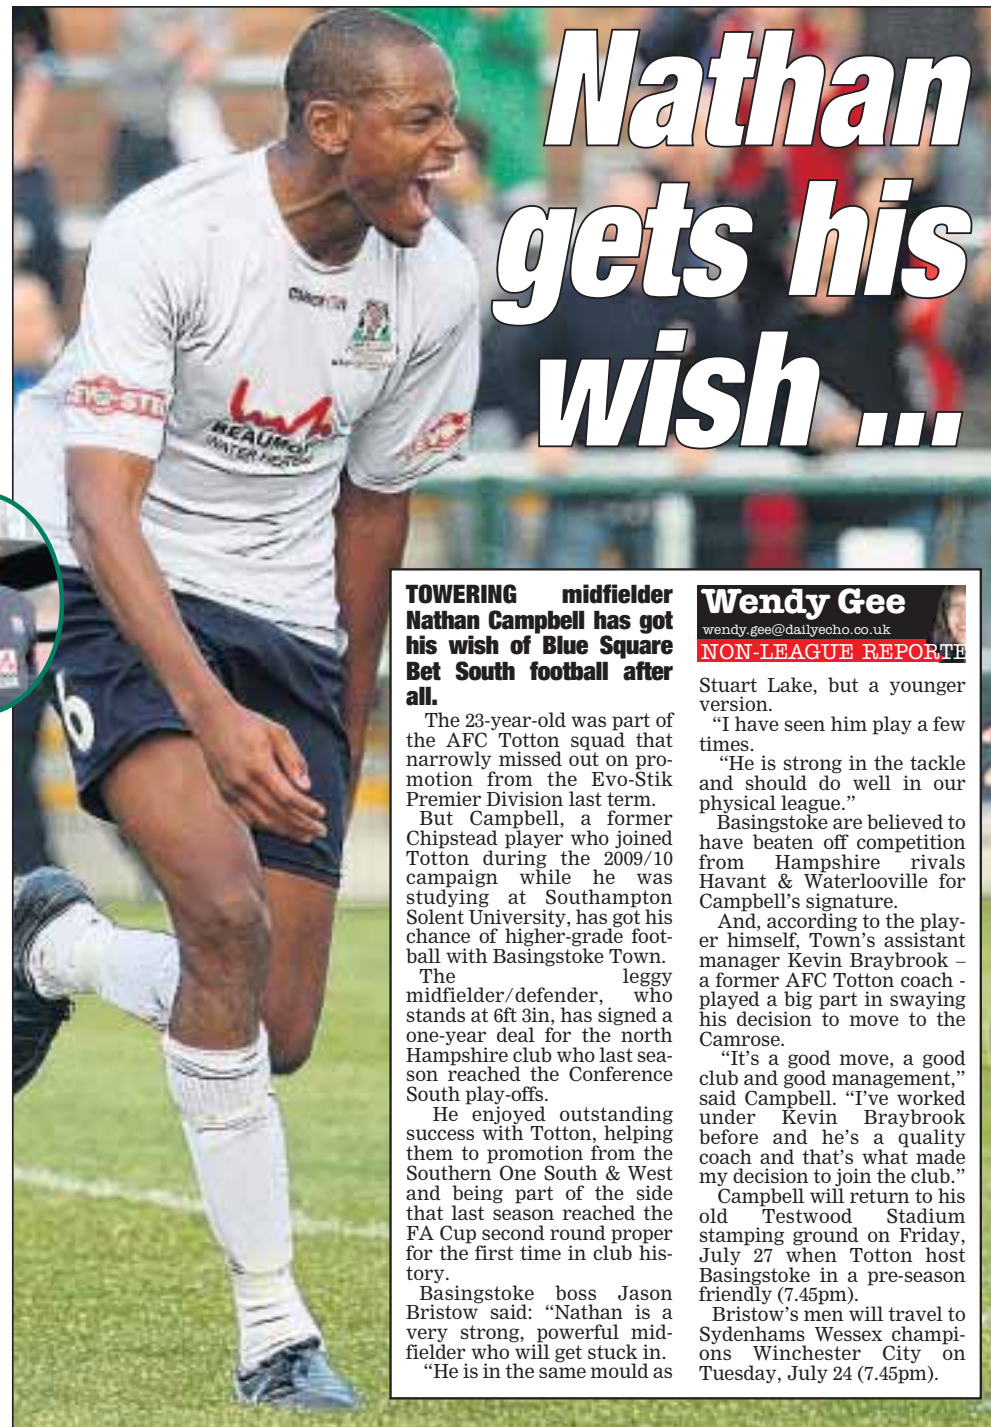 Nathan
gets his
wish ...
EVO-STIK
BEAUMONT
WATER HEATING
EVO
6
TOWERING midfielder
Nathan Campbell has got
his wish of Blue Square
Bet South football after
all.
The 23-year-old was part of
the AFC Totton squad that
narrowly missed out on pro-
motion from the Evo-Stik
Premier Division last term.
But Campbell, a former
Chipstead player who joined
Totton during the 2009/10
campaign while he was
studying at Southampton
Solent University, has got his
chance of higher-grade foot-
ball with Basingstoke Town.
The leggy
midfielder/defender, who
stands at 6ft 3in, has signed a
one-year deal for the north
Hampshire club who last sea-
son reached the Conference
South play-offs.
He enjoyed outstanding
success with Totton, helping
them to promotion from the
Southern One South & West
and being part of the side
that last season reached the
FA Cup second round proper
for the first time in club his-
tory.
Basingstoke boss Jason
Bristow said: “Nathan is a
very strong, powerful mid-
fielder who will get stuck in.
“He is in the same mould as
Wendy Gee
wendy.gee@dailyecho.co.uk
NON-LEAGUE REPORTE
Stuart Lake, but a younger
version.
“I have seen him play a few
times.
“He is strong in the tackle
and should do well in our
physical league.”
Basingstoke are believed to
have beaten off competition
from Hampshire rivals
Havant & Waterlooville for
Campbell’s signature.
And, according to the play-
er himself, Town’s assistant
manager Kevin Braybrook –
a former AFC Totton coach -
played a big part in swaying
his decision to move to the
Camrose.
“It’s a good move, a good
club and good management,”
said Campbell. “I’ve worked
under Kevin Braybrook
before and he’s a quality
coach and that’s what made
my decision to join the club.”
Campbell will return to his
old Testwood Stadium
stamping ground on Friday,
July 27 when Totton host
Basingstoke in a pre-season
friendly (7.45pm).
Bristow’s men will travel to
Sydenhams Wessex champi-
ons Winchester City on
Tuesday, July 24 (7.45pm).